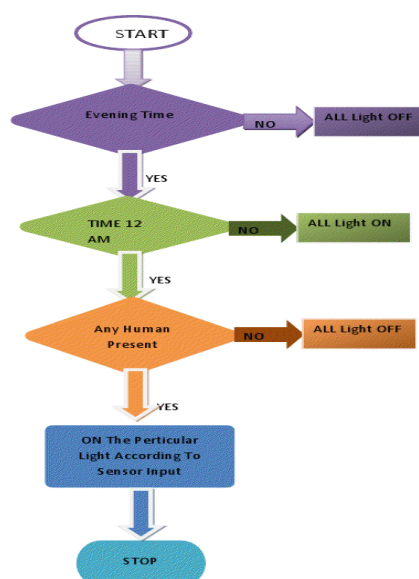 START
Evening Time
NO
ALL Light OFF
YES
TIME 12
AM
NO
ALL Light ON
YES
Any Human
Present
NO
ALL Light OFF
YES
ON The Perticular
Light According To
Sensor Input
STOP